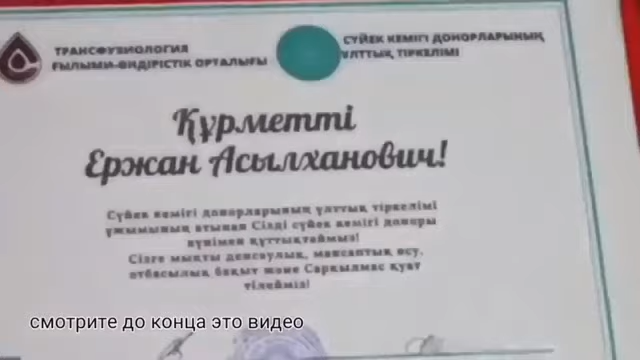 ТРАНСФУЗИОЛОГИЯ
ҒЫЛЫМИ-ӨНДІРІСТІК ОРТАЛЫҒЫ
СҮЙЕК КЕМІГІ ДОНОРЛАРЫНЫҢ
ҰЛТТЫҚ ТІРКЕЛІМІ
Құрметті
Ержан Асылханович!
Сүйек кемігі донорларының ұлттық тіркелімі
ұжымының атынан Сізді сүйек кемігі доноры
күнімен құттықтаймыз!
Сізге мықты денсаулық, мансаптық өсу,
отбасылық бақыт және Сарқылмас қуат
тілейміз!
смотрите до конца это видео